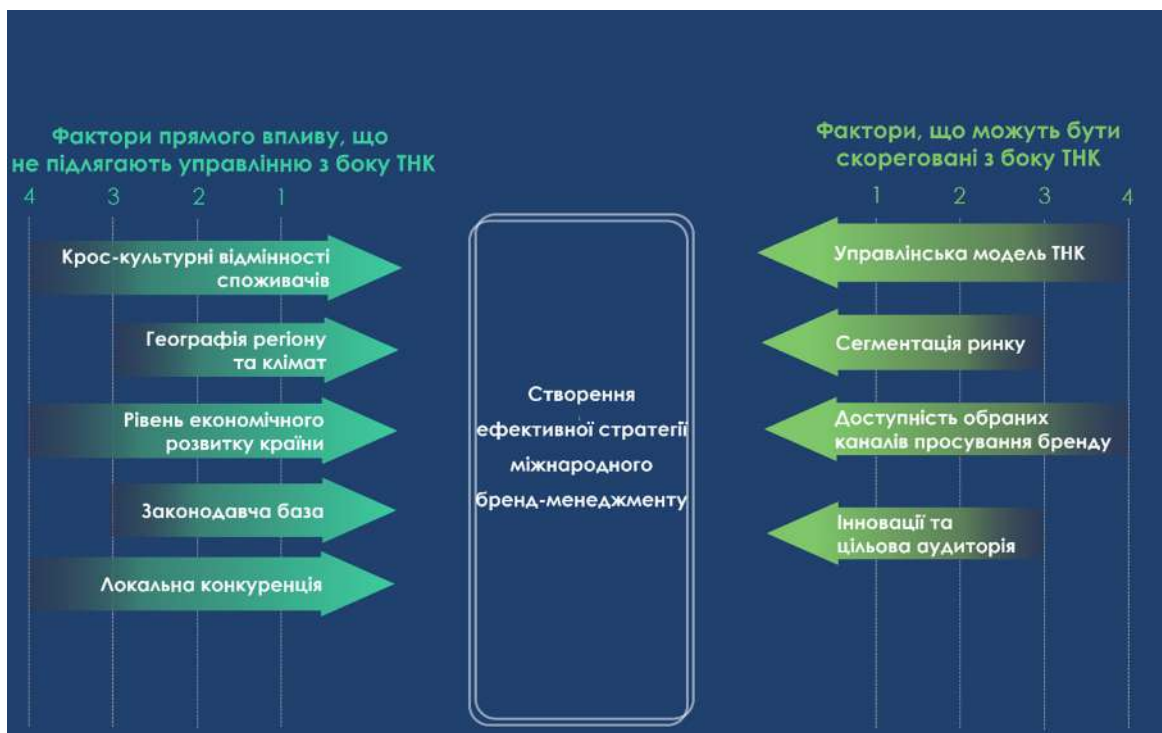 Фактори прямого впливу, що
не підлягають управлінню з боку ТНК
4 3 2 1
Крос-культурні відмінності
споживачів
Географія регіону
та клімат
Рівень економічного
розвитку країни
Законодавча база
Локальна конкуренція
Створення
ефективної стратегії
міжнародного
бренд-менеджменту
Фактори, що можуть бути
скореговані з боку ТНК
1 2 3 4
Управлінська модель ТНК
Сегментація ринку
Доступність обраних
каналів просування бренду
Інновації та
цільова аудиторія